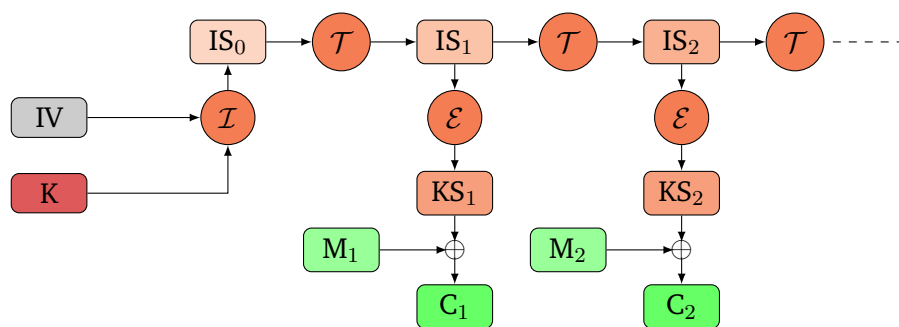 IS₀ 𝒯 IS₁ 𝒯 IS₂ 𝒯
IV ℐ ℰ ℰ
K KS₁ KS₂
M₁ ⊕ M₂ ⊕
C₁ C₂